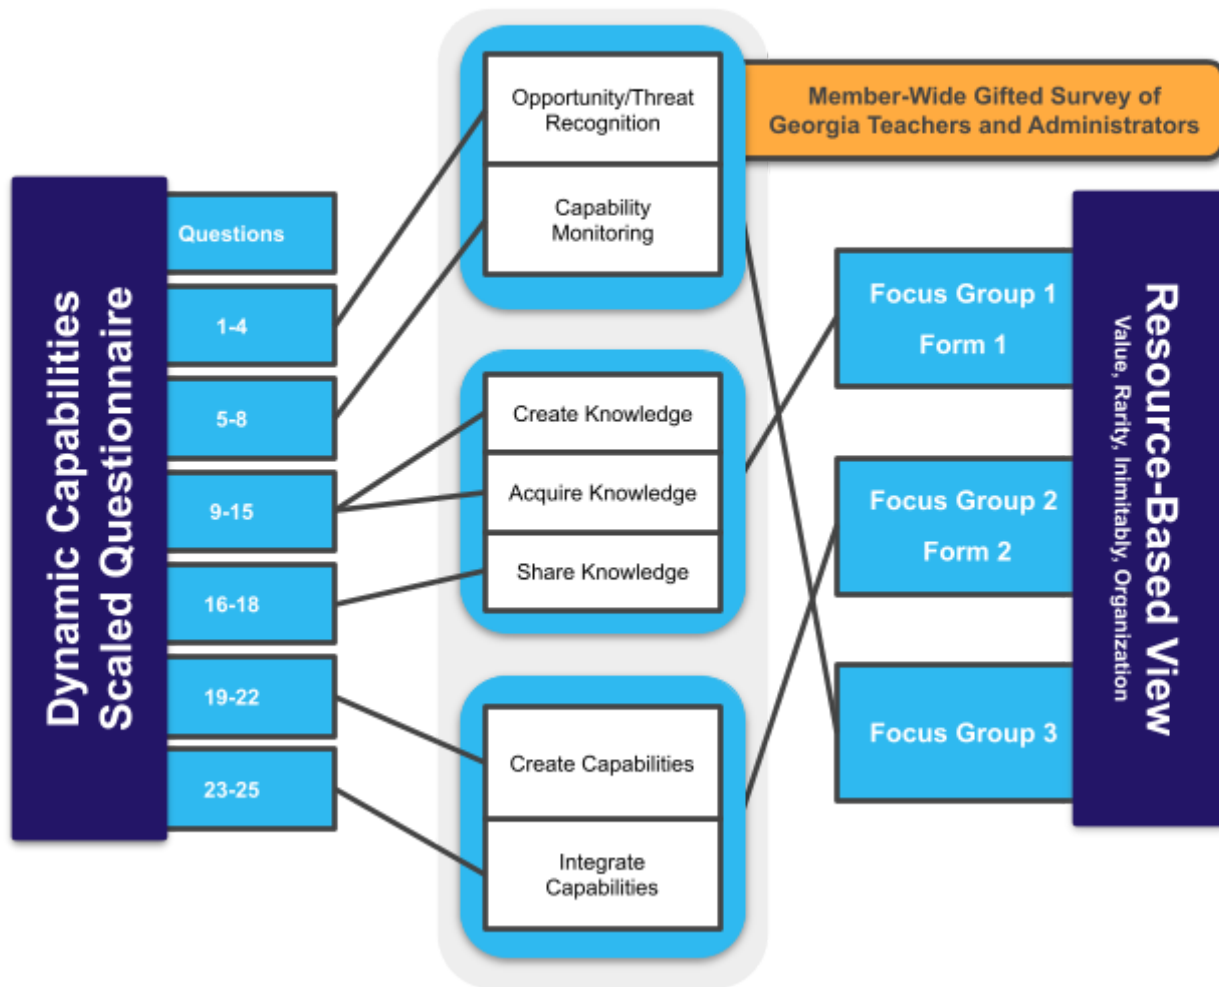 Dynamic Capabilities
Scaled Questionnaire
Questions
1-4
5-8
9-15
16-18
19-22
23-25
Opportunity/Threat
Recognition
Capability
Monitoring
Create Knowledge
Acquire Knowledge
Share Knowledge
Create Capabilities
Integrate
Capabilities
Member-Wide Gifted Survey of
Georgia Teachers and Administrators
Focus Group 1
Form 1
Focus Group 2
Form 2
Focus Group 3
Resource-Based View
Value, Rarity, Inimitably, Organization